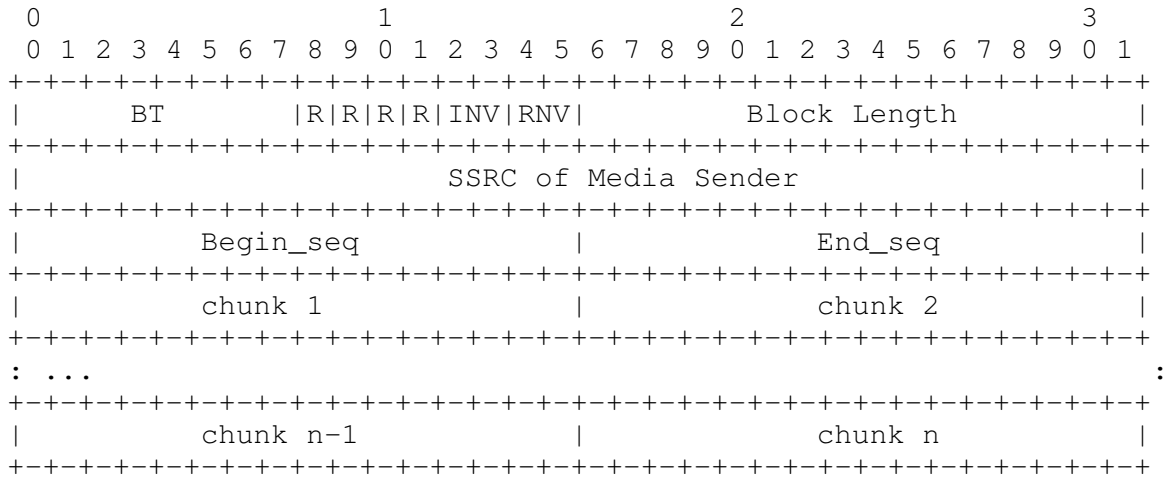 0                   1                   2                   3
 0 1 2 3 4 5 6 7 8 9 0 1 2 3 4 5 6 7 8 9 0 1 2 3 4 5 6 7 8 9 0 1
+-+-+-+-+-+-+-+-+-+-+-+-+-+-+-+-+-+-+-+-+-+-+-+-+-+-+-+-+-+-+-+-+
|      BT       |R|R|R|R|INV|RNV|         Block Length          |
+-+-+-+-+-+-+-+-+-+-+-+-+-+-+-+-+-+-+-+-+-+-+-+-+-+-+-+-+-+-+-+-+
|                        SSRC of Media Sender                   |
+-+-+-+-+-+-+-+-+-+-+-+-+-+-+-+-+-+-+-+-+-+-+-+-+-+-+-+-+-+-+-+-+
|          Begin_seq            |             End_seq           |
+-+-+-+-+-+-+-+-+-+-+-+-+-+-+-+-+-+-+-+-+-+-+-+-+-+-+-+-+-+-+-+-+
|          chunk 1              |             chunk 2           |
+-+-+-+-+-+-+-+-+-+-+-+-+-+-+-+-+-+-+-+-+-+-+-+-+-+-+-+-+-+-+-+-+
: ...                                                            :
+-+-+-+-+-+-+-+-+-+-+-+-+-+-+-+-+-+-+-+-+-+-+-+-+-+-+-+-+-+-+-+-+
|          chunk n-1            |             chunk n           |
+-+-+-+-+-+-+-+-+-+-+-+-+-+-+-+-+-+-+-+-+-+-+-+-+-+-+-+-+-+-+-+-+